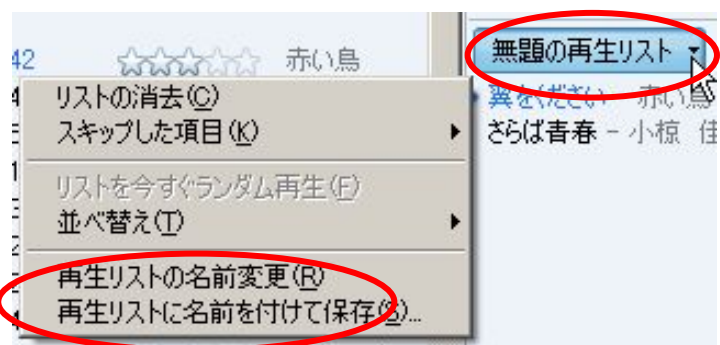 42 赤い鳥
無題の再生リスト
翼をください 赤い鳥
さらば青春 - 小椋 佳
リストの消去(C)
スキップした項目(K)
リストを今すぐランダム再生(F)
並べ替え(T)
再生リストの名前変更(R)
再生リストに名前を付けて保存(S)...